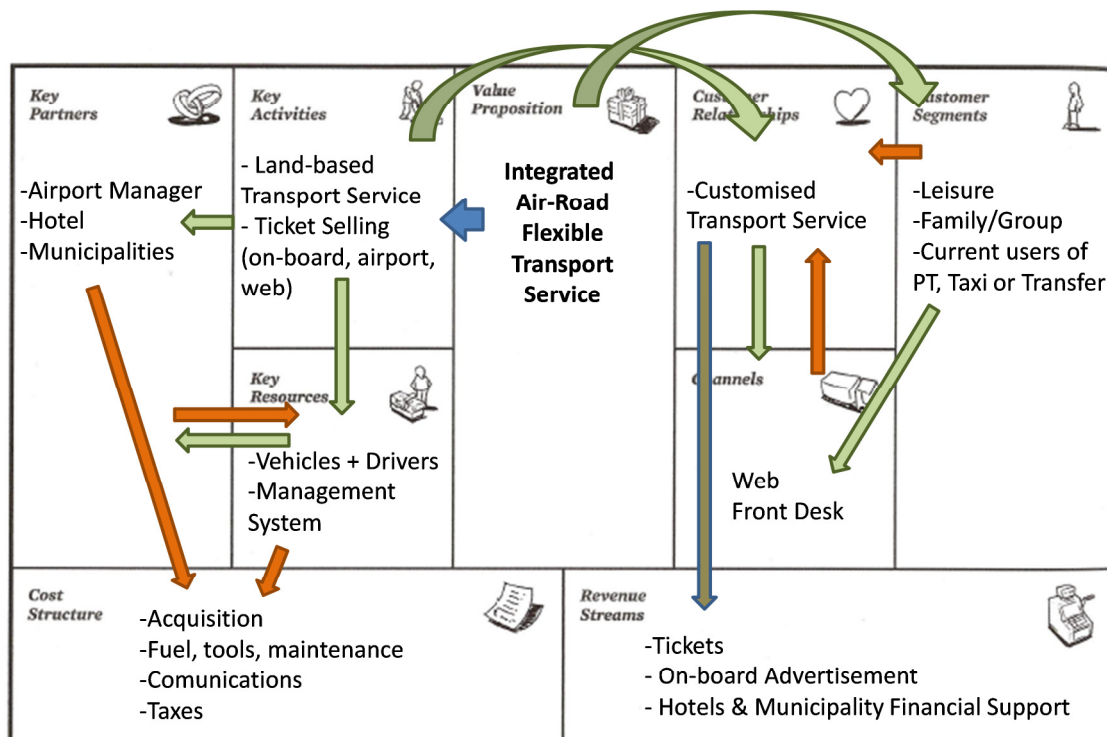 Key
Partners
-Airport Manager
-Hotel
-Municipalities
Key
Activities
- Land-based
Transport Service
- Ticket Selling
(on-board, airport,
web)
Key
Resources
-Vehicles + Drivers
-Management
System
Value
Proposition
Integrated
Air-Road
Flexible
Transport
Service
Customer
Relationships
-Customised
Transport Service
Channels
Web
Front Desk
Customer
Segments
-Leisure
-Family/Group
-Current users of
PT, Taxi or Transfer
Cost
Structure
-Acquisition
-Fuel, tools, maintenance
-Comunications
-Taxes
Revenue
Streams
-Tickets
- On-board Advertisement
- Hotels & Municipality Financial Support